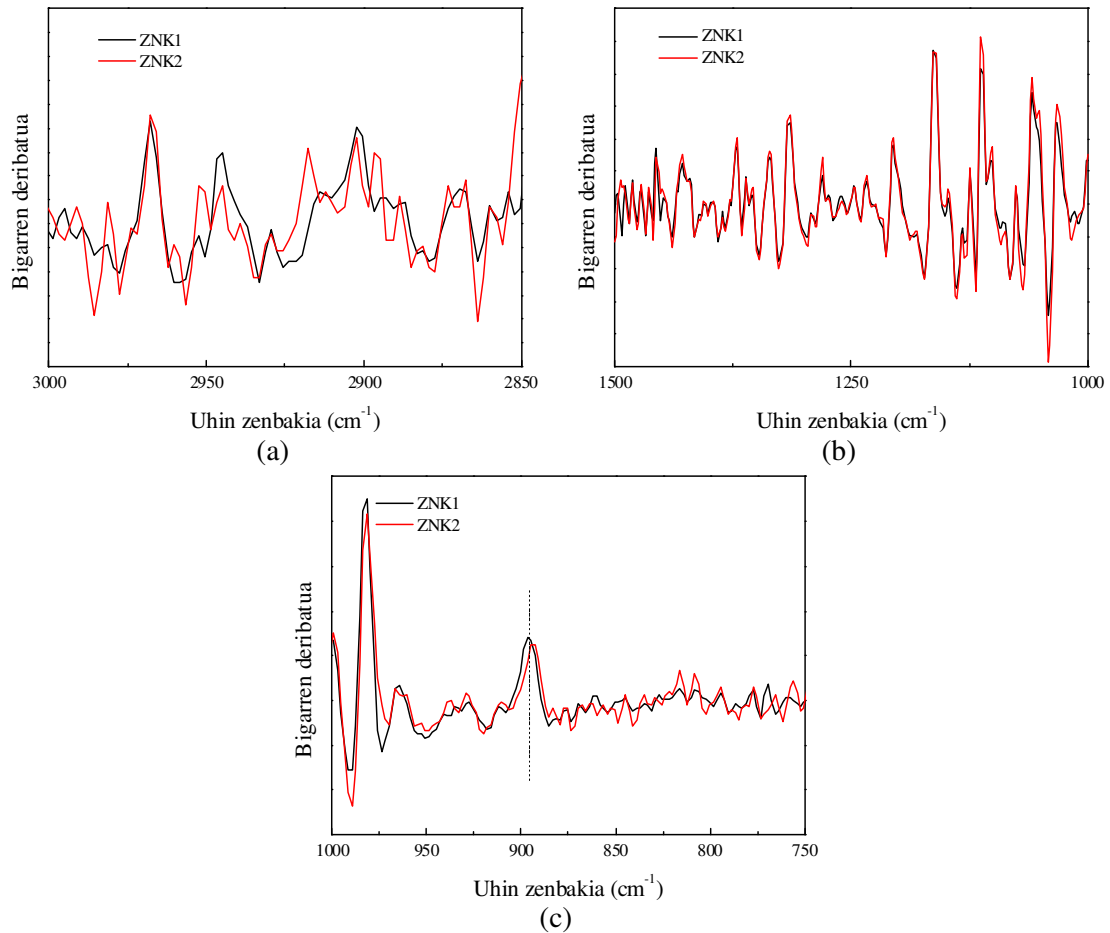 ZNK1
ZNK2
Bigarren deribatua
3000
2950
2900
2850
Uhin zenbakia (cm⁻¹)
(a)
ZNK1
ZNK2
Bigarren deribatua
1500
1250
1000
Uhin zenbakia (cm⁻¹)
(b)
ZNK1
ZNK2
Bigarren deribatua
1000
950
900
850
800
750
Uhin zenbakia (cm⁻¹)
(c)